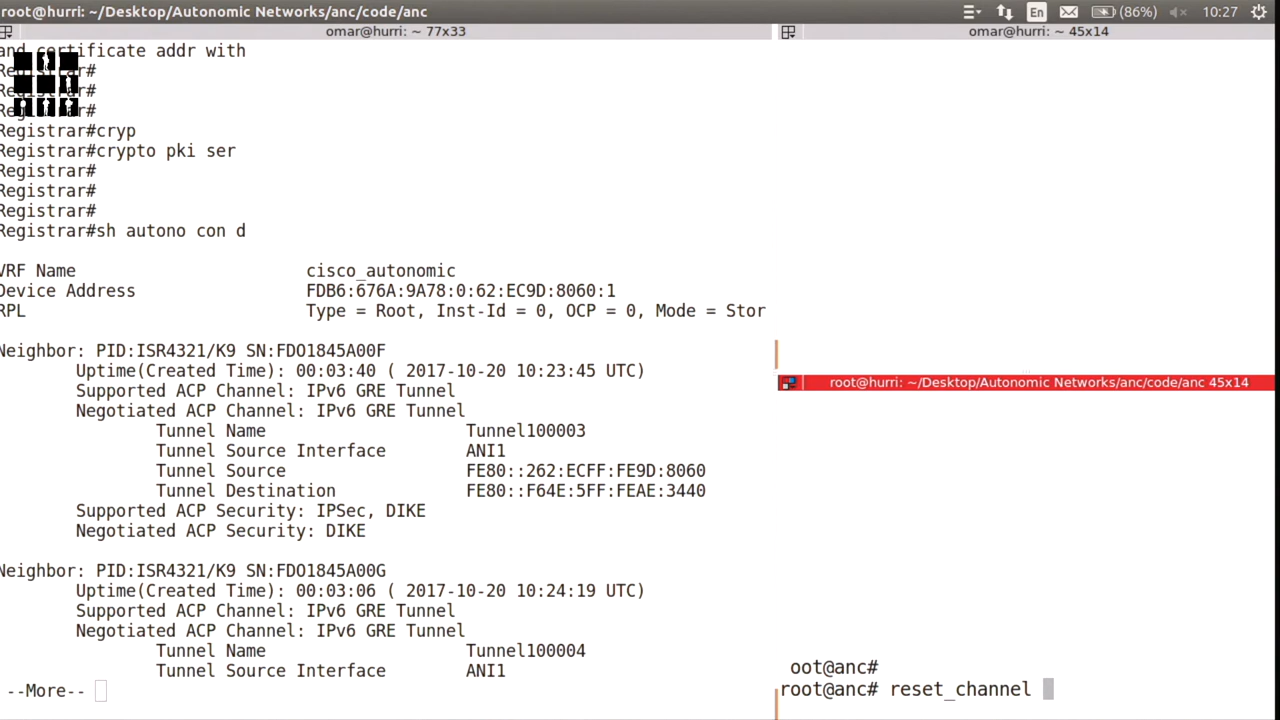 root@hurri: ~/Desktop/Autonomic Networks/anc/code/anc
En (86%) 10:27
omar@hurri: ~ 77x33
and certificate addr with
Registrar#
Registrar#
Registrar#
Registrar#cryp
Registrar#crypto pki ser
Registrar#
Registrar#
Registrar#
Registrar#sh autono con d
VRF Name cisco_autonomic
Device Address FDB6:676A:9A78:0:62:EC9D:8060:1
RPL Type = Root, Inst-Id = 0, OCP = 0, Mode = Stor
Neighbor: PID:ISR4321/K9 SN:FDO1845A00F
Uptime(Created Time): 00:03:40 ( 2017-10-20 10:23:45 UTC)
Supported ACP Channel: IPv6 GRE Tunnel
Negotiated ACP Channel: IPv6 GRE Tunnel
Tunnel Name Tunnel100003
Tunnel Source Interface ANI1
Tunnel Source FE80::262:ECFF:FE9D:8060
Tunnel Destination FE80::F64E:5FF:FEAE:3440
Supported ACP Security: IPSec, DIKE
Negotiated ACP Security: DIKE
Neighbor: PID:ISR4321/K9 SN:FDO1845A00G
Uptime(Created Time): 00:03:06 ( 2017-10-20 10:24:19 UTC)
Supported ACP Channel: IPv6 GRE Tunnel
Negotiated ACP Channel: IPv6 GRE Tunnel
Tunnel Name Tunnel100004
Tunnel Source Interface ANI1
--More--
omar@hurri: ~ 45x14
root@hurri: ~/Desktop/Autonomic Networks/anc/code/anc 45x14
oot@anc#
root@anc# reset_channel